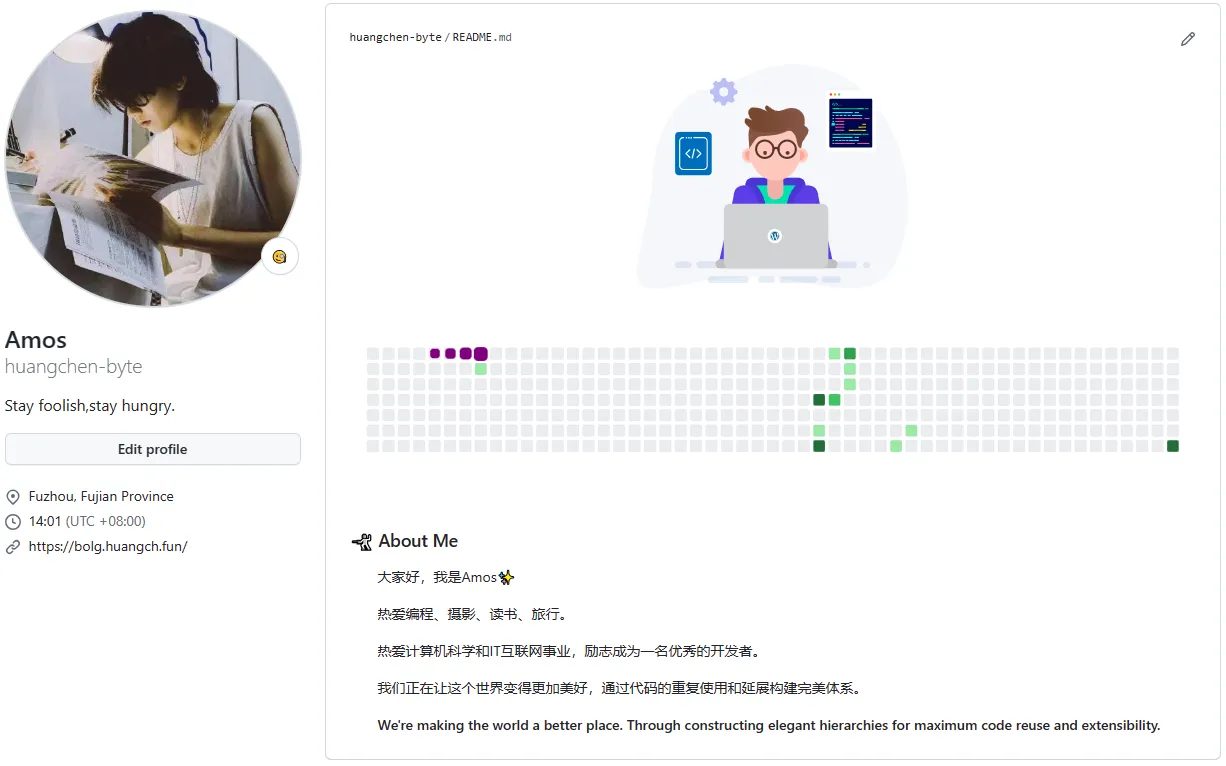 Amos
huangchen-byte
Stay foolish,stay hungry.
Edit profile
Fuzhou, Fujian Province
14:01 (UTC +08:00)
https://bolg.huangch.fun/
huangchen-byte/README.md
</>
About Me
大家好，我是Amos✨
热爱编程、摄影、读书、旅行。
热爱计算机科学和IT互联网事业，励志成为一名优秀的开发者。
我们正在让这个世界变得更加美好，通过代码的重复使用和延展构建完美体系。
We're making the world a better place. Through constructing elegant hierarchies for maximum code reuse and extensibility.